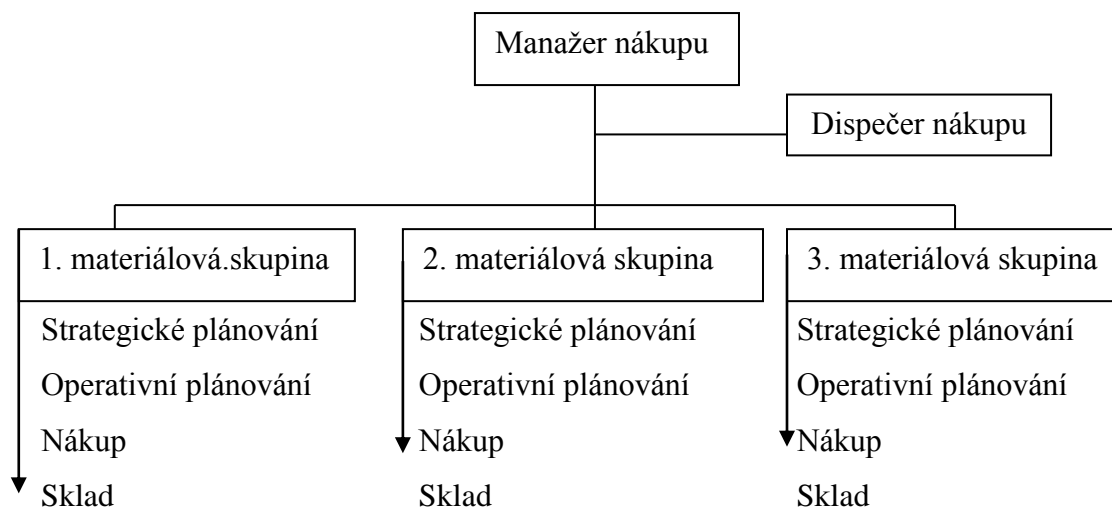 Manažer nákupu
Dispečer nákupu
1. materiálová.skupina
Strategické plánování
Operativní plánování
Nákup
Sklad
2. materiálová skupina
Strategické plánování
Operativní plánování
Nákup
Sklad
3. materiálová skupina
Strategické plánování
Operativní plánování
Nákup
Sklad